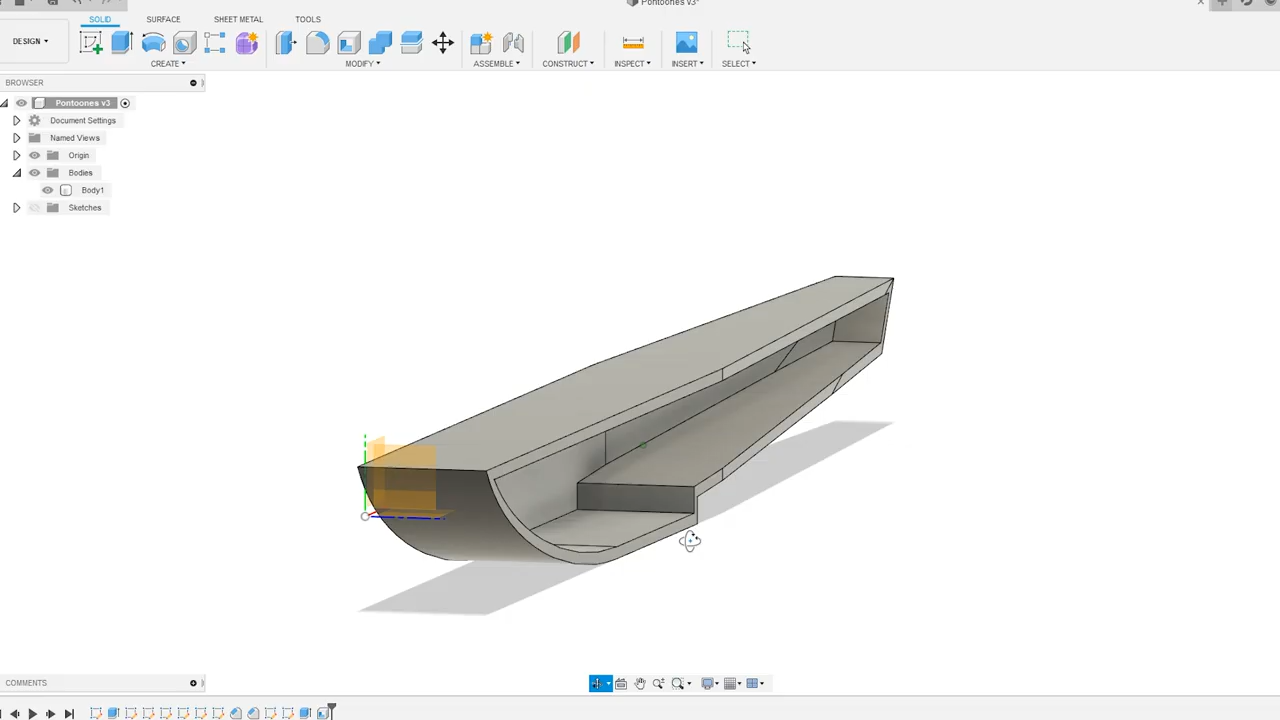 Pontoones v3*
SOLID SURFACE SHEET METAL TOOLS
DESIGN
CREATE MODIFY ASSEMBLE CONSTRUCT INSPECT INSERT SELECT
BROWSER
Pontoones v3
Document Settings
Named Views
Origin
Bodies
Body1
Sketches
COMMENTS